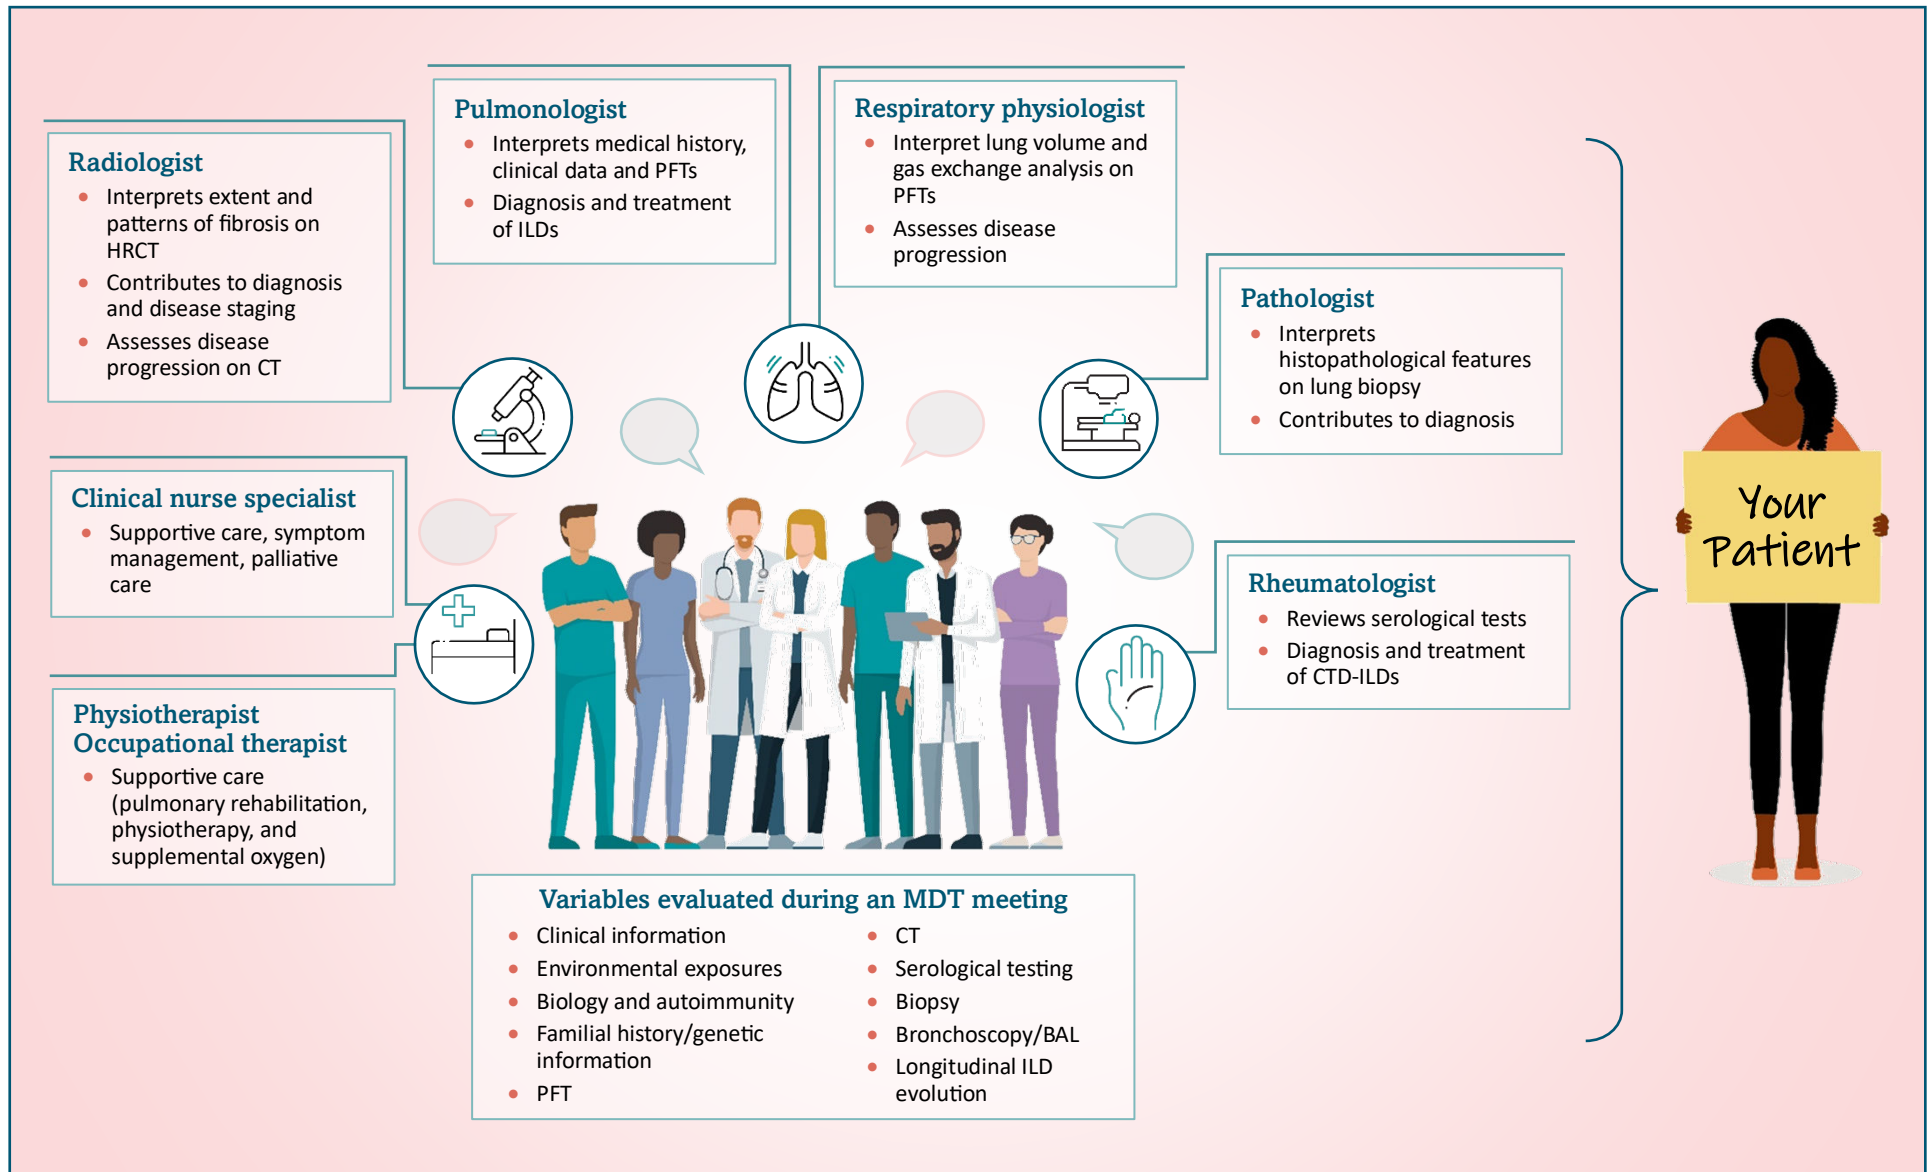 Radiologist
Interprets extent and
patterns of fibrosis on
HRCT
Contributes to diagnosis
and disease staging
Assesses disease
progression on CT
Pulmonologist
Interprets medical history,
clinical data and PFTs
Diagnosis and treatment
of ILDs
Respiratory physiologist
Interpret lung volume and
gas exchange analysis on
PFTs
Assesses disease
progression
Pathologist
Interprets
histopathological features
on lung biopsy
Contributes to diagnosis
Clinical nurse specialist
Supportive care, symptom
management, palliative
care
Rheumatologist
Reviews serological tests
Diagnosis and treatment
of CTD-ILDs
Physiotherapist
Occupational therapist
Supportive care
(pulmonary rehabilitation,
physiotherapy, and
supplemental oxygen)
Variables evaluated during an MDT meeting
Clinical information
Environmental exposures
Biology and autoimmunity
Familial history/genetic
information
PFT
CT
Serological testing
Biopsy
Bronchoscopy/BAL
Longitudinal ILD
evolution
Your
Patient